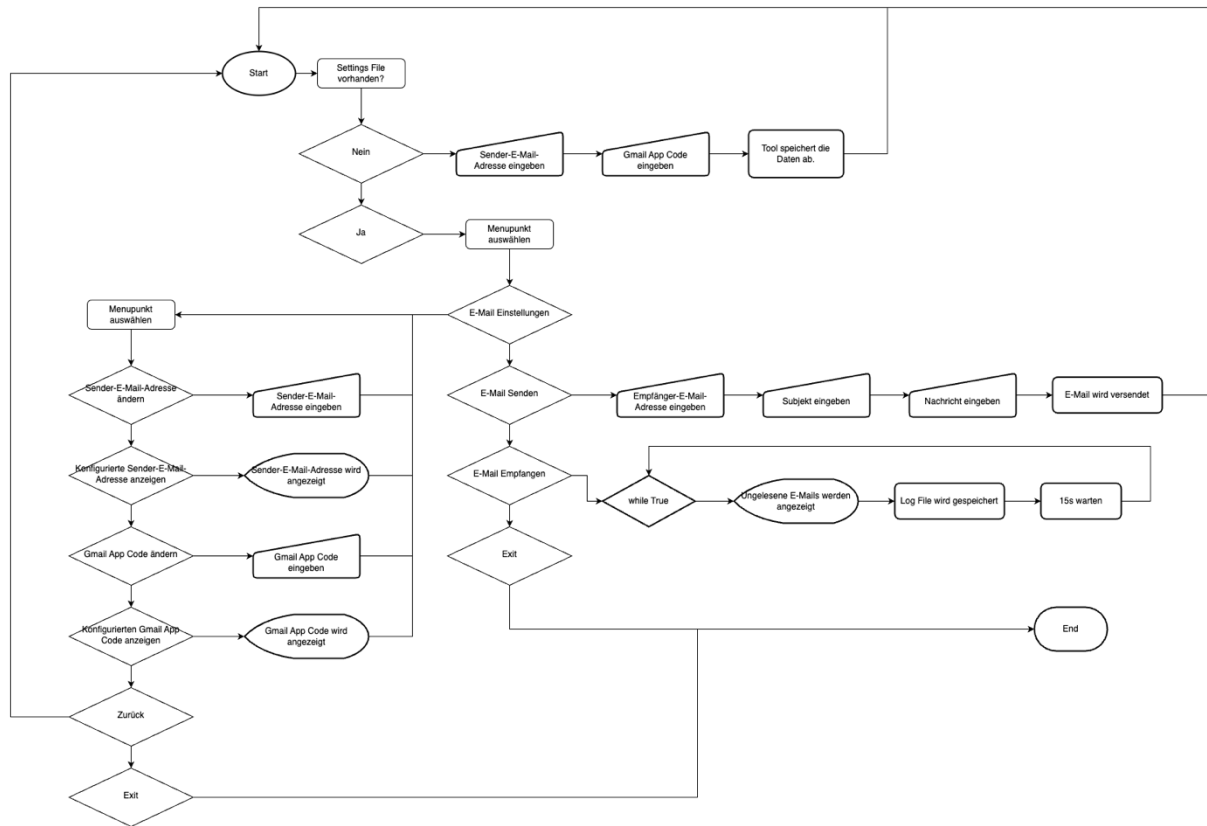 Start
Settings File
vorhanden?
Nein
Sender-E-Mail-
Adresse eingeben
Gmail App Code
eingeben
Tool speichert die
Daten ab.
Ja
Menupunkt
auswählen
Menupunkt
auswählen
E-Mail Einstellungen
Sender-E-Mail-Adresse
ändern
Sender-E-Mail-
Adresse eingeben
E-Mail Senden
Empfänger-E-Mail-
Adresse eingeben
Subjekt eingeben
Nachricht eingeben
E-Mail wird versendet
Konfigurierte Sender-E-Mail-
Adresse anzeigen
Sender-E-Mail-Adresse wird
angezeigt
E-Mail Empfangen
while True
Ungelesene E-Mails werden
angezeigt
Log File wird gespeichert
15s warten
Gmail App Code ändern
Gmail App Code
eingeben
Exit
Konfigurierten Gmail App
Code anzeigen
Gmail App Code wird
angezeigt
End
Zurück
Exit